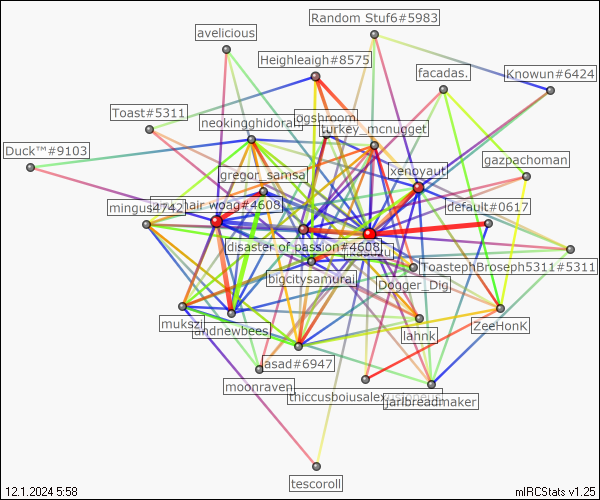 Random Stuf6#5983
avelicious
Heighleaigh#8575
facadas.
Knowun#6424
Toast#5311
neokingghidorah
ogshroom
turkey_mcnugget
Duck™#9103
gazpachoman
xenoyaut
gregor_samsa
mingus4742
hair woag#4608
default#0617
disaster of passion#4608
ToastephBroseph5311#5311
bigcitysamurai
Dogger_Dig
mukszi
andnewbees
lahnk
ZeeHonK
asad#6947
moonraven
jarlbreadmaker
tescoroll
12.1.2024 5:58
mIRCStats v1.25